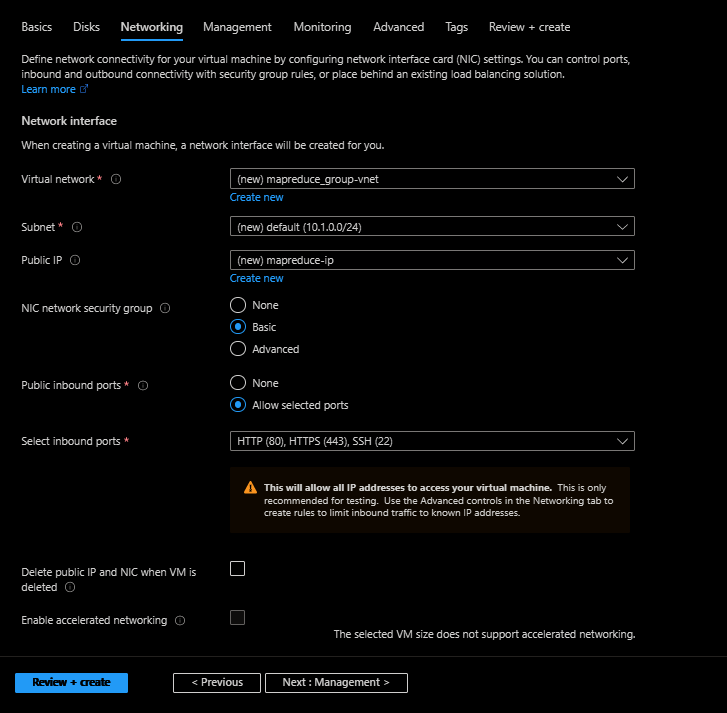 Basics Disks Networking Management Monitoring Advanced Tags Review + create
Define network connectivity for your virtual machine by configuring network interface card (NIC) settings. You can control ports,
inbound and outbound connectivity with security group rules, or place behind an existing load balancing solution.
Learn more
Network interface
When creating a virtual machine, a network interface will be created for you.
Virtual network * (new) mapreduce_group-vnet
Create new
Subnet * (new) default (10.1.0.0/24)
Public IP (new) mapreduce-ip
Create new
NIC network security group None
Basic
Advanced
Public inbound ports * None
Allow selected ports
Select inbound ports * HTTP (80), HTTPS (443), SSH (22)
This will allow all IP addresses to access your virtual machine. This is only
recommended for testing. Use the Advanced controls in the Networking tab to
create rules to limit inbound traffic to known IP addresses.
Delete public IP and NIC when VM is
deleted
Enable accelerated networking
The selected VM size does not support accelerated networking.
Review + create < Previous Next : Management >